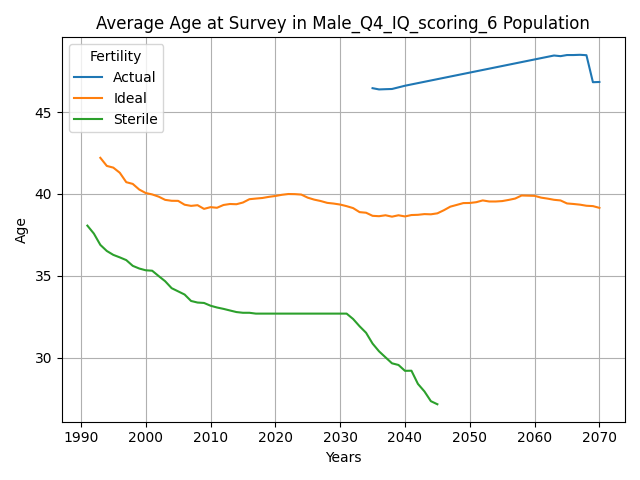 Average Age at Survey in Male_Q4_IQ_scoring_6 Population
Fertility
Actual
Ideal
Sterile
45
40
35
30
Age
1990 2000 2010 2020 2030 2040 2050 2060 2070
Years